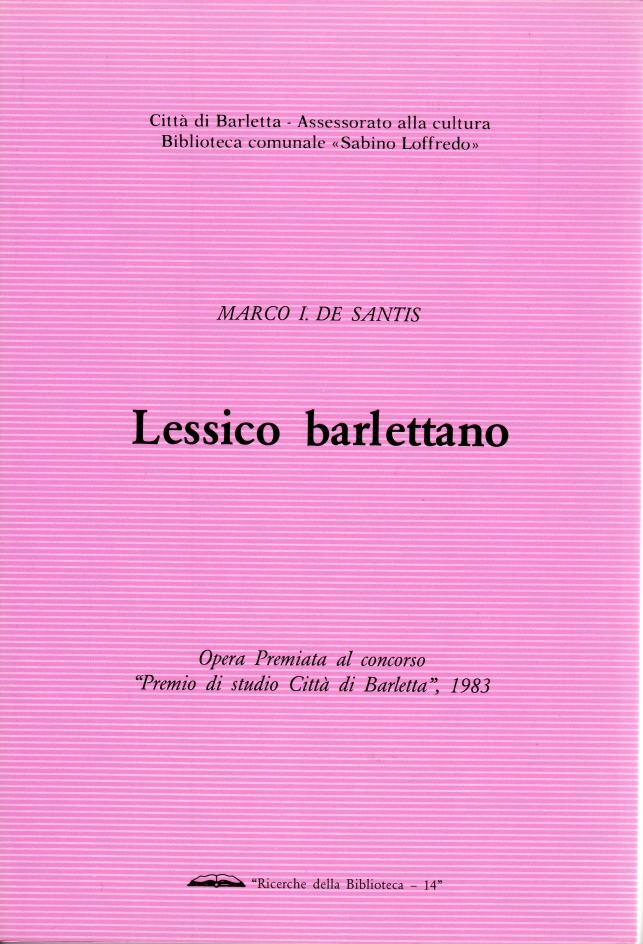 Città di Barletta - Assessorato alla cultura
Biblioteca comunale «Sabino Loffredo»
MARCO I. DE SANTIS
Lessico barlettano
Opera Premiata al concorso
“Premio di studio Città di Barletta”, 1983
“Ricerche della Biblioteca – 14”